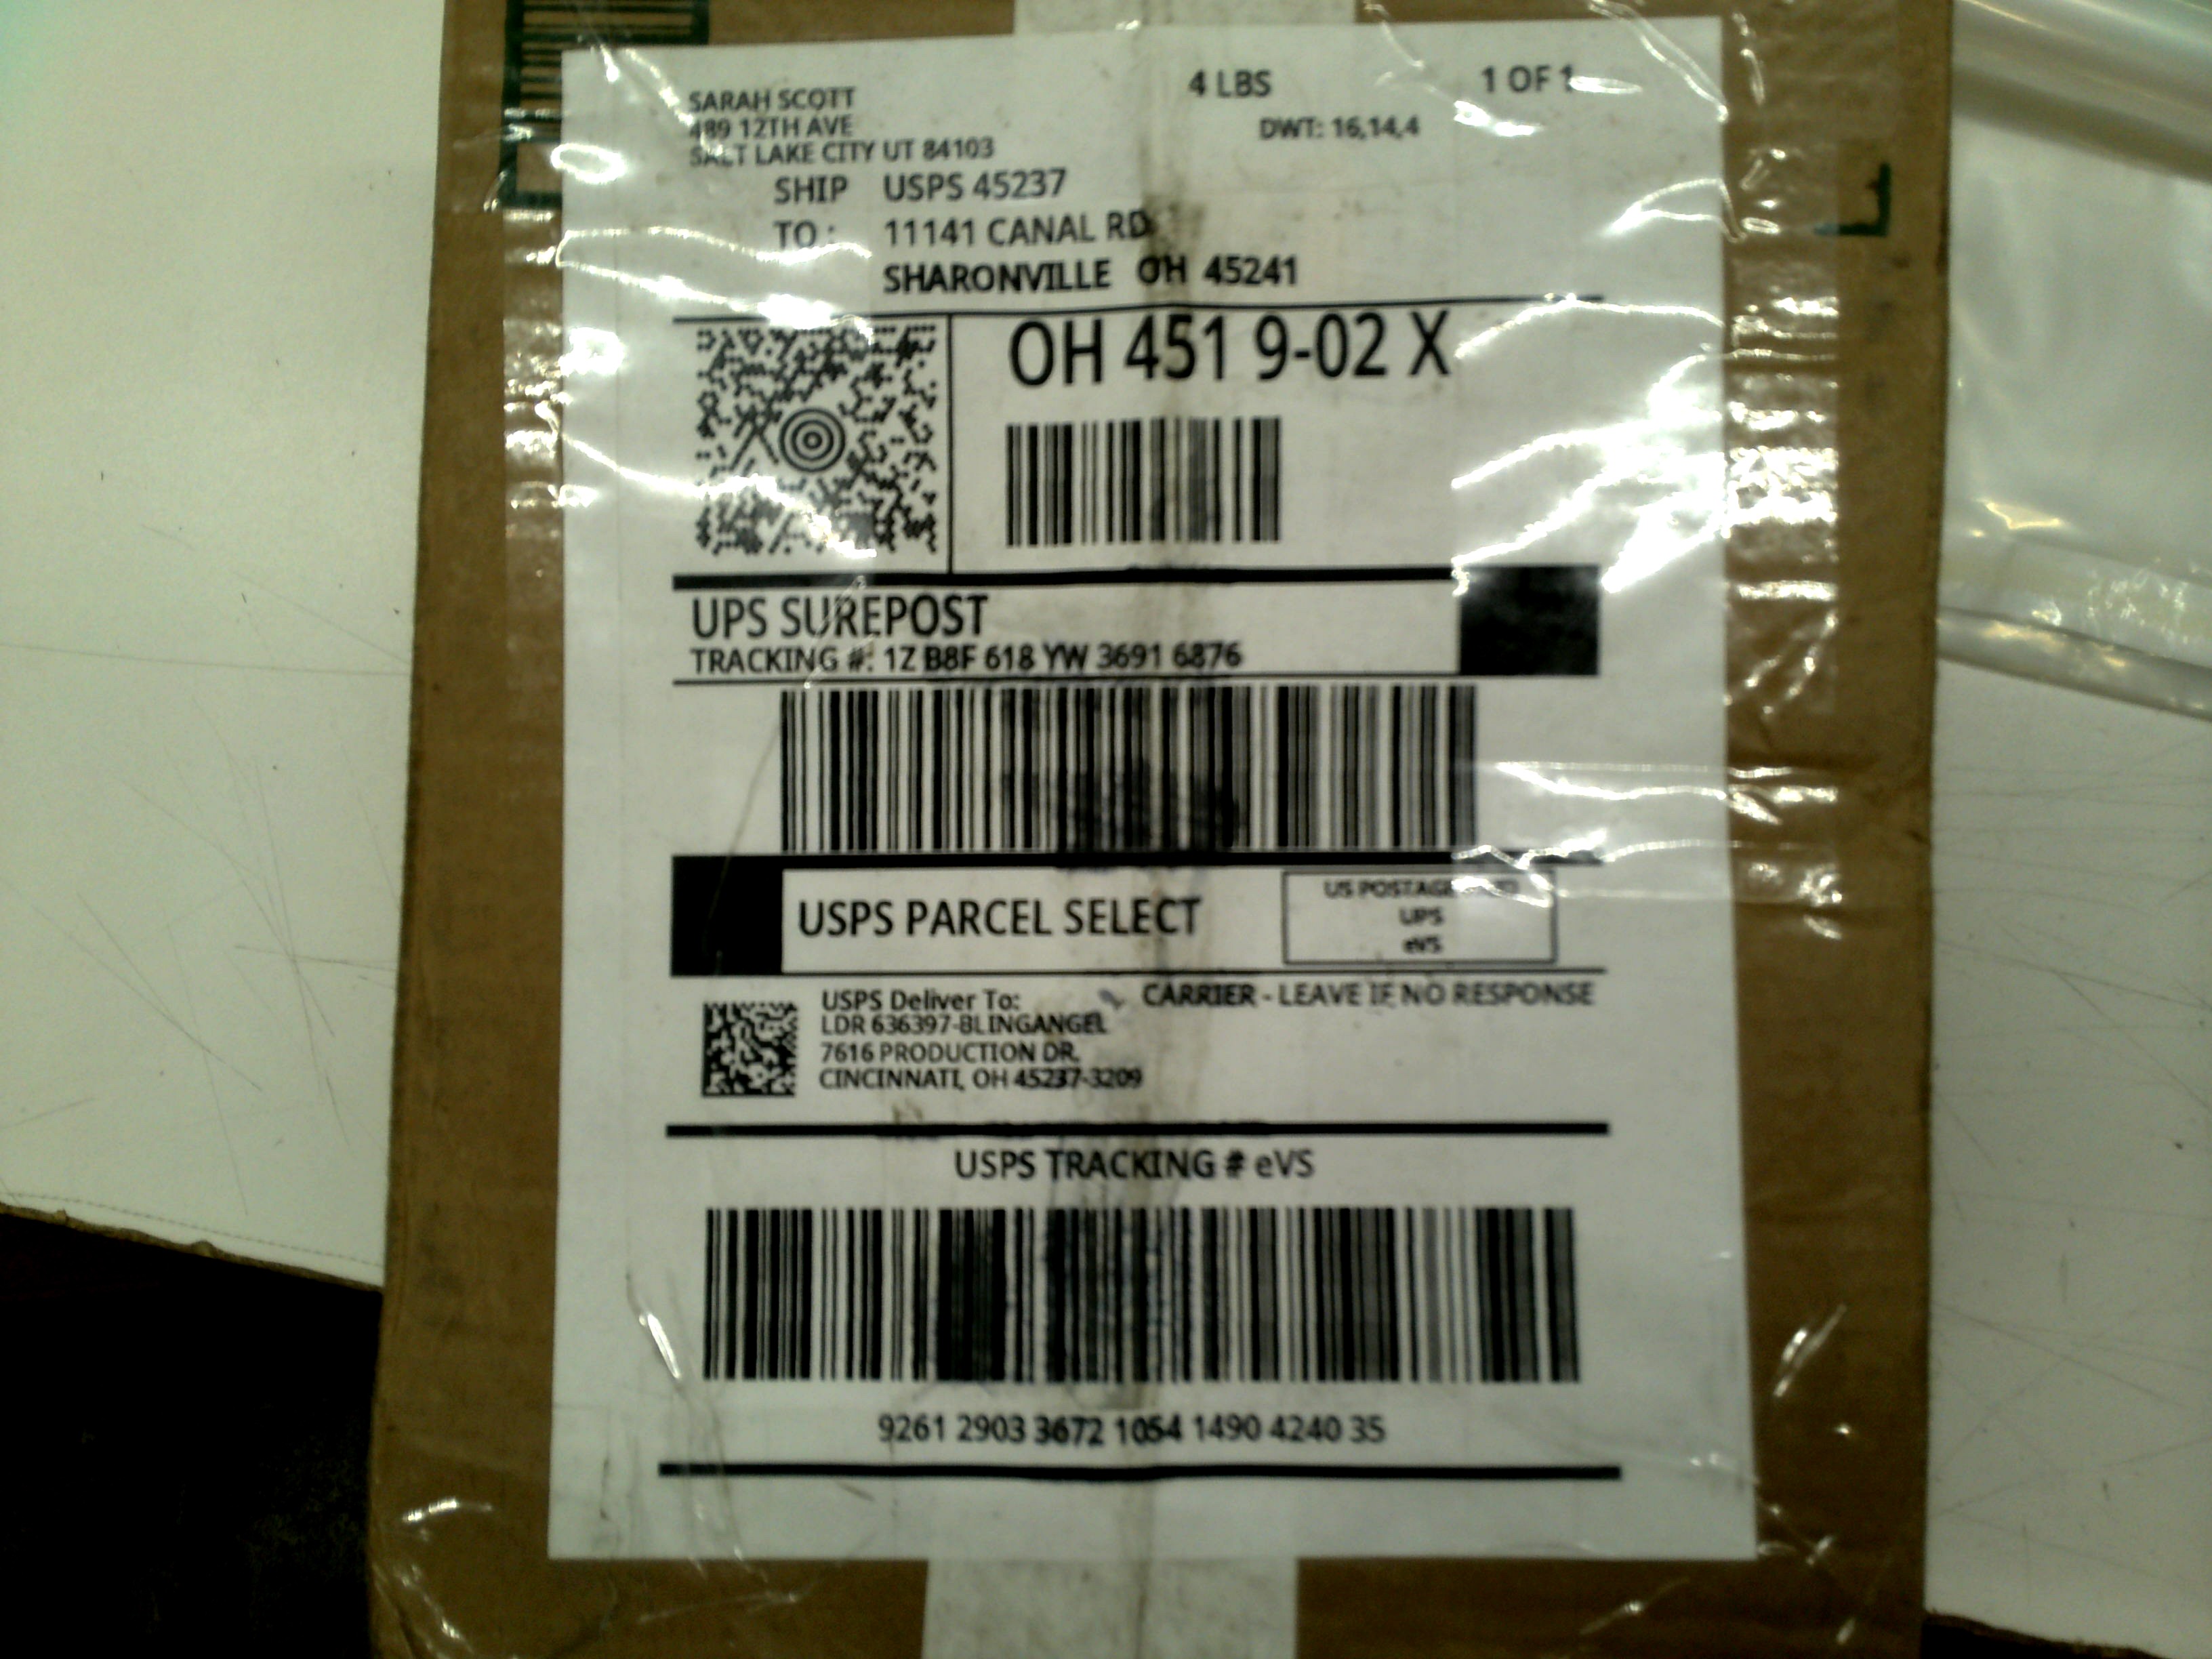 SARAH SCOTT
489 12TH AVE
SALT LAKE CITY UT 84103
4 LBS
1 OF 1
DWT: 16,14,4
SHIP TO:
USPS 45237
11141 CANAL RD
SHARONVILLE OH 45241
OH 451 9-02 X
UPS SUREPOST
TRACKING #: 1Z B8F 618 YW 3691 6876
USPS PARCEL SELECT
US POSTAGE
UPS
eVS
USPS Deliver To:
CARRIER - LEAVE IF NO RESPONSE
LDR 636397-BLINGANGEL
7616 PRODUCTION DR.
CINCINNATI, OH 45237-3209
USPS TRACKING # eVS
9261 2903 3672 1054 1490 4240 35